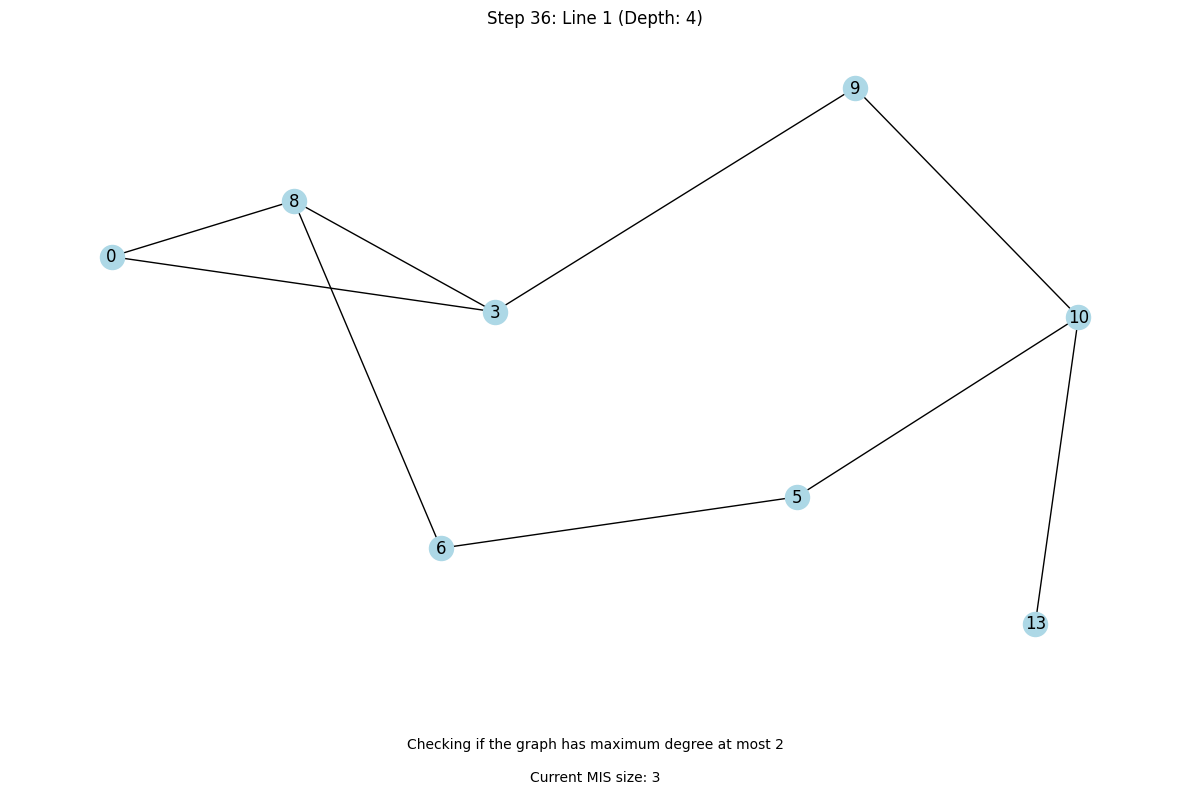 Step 36: Line 1 (Depth: 4)
9
8
0
3
10
5
6
13
Checking if the graph has maximum degree at most 2
Current MIS size: 3